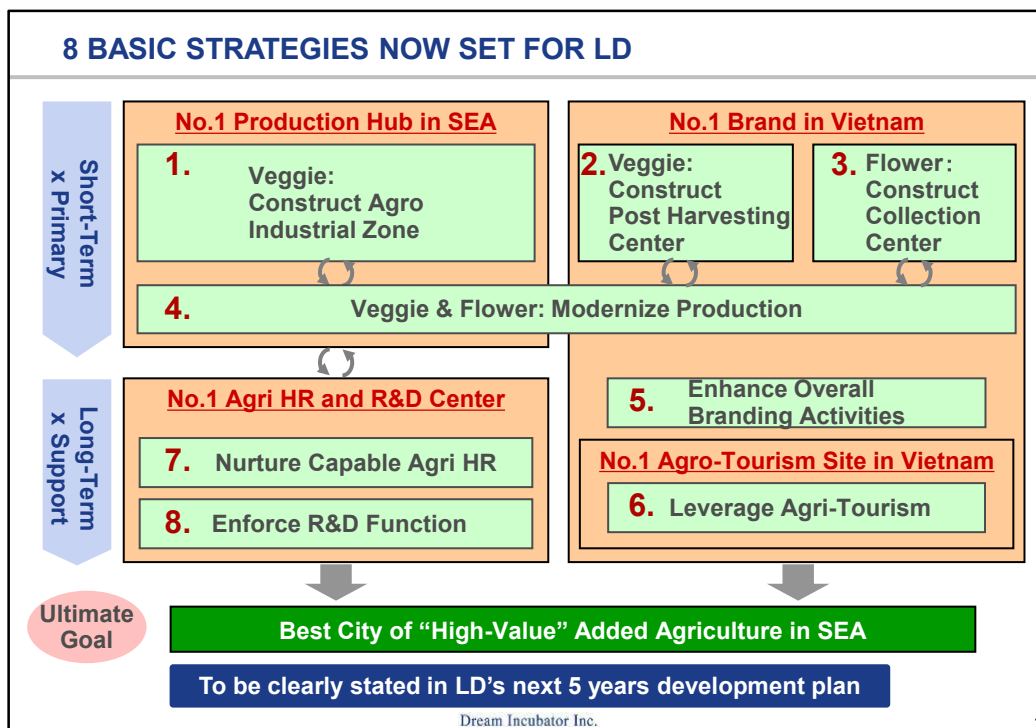 8 BASIC STRATEGIES NOW SET FOR LD
Short-Term
x Primary
No.1 Production Hub in SEA
1.
Veggie:
Construct Agro
Industrial Zone
No.1 Brand in Vietnam
2. Veggie:
Construct
Post Harvesting
Center
3. Flower:
Construct
Collection
Center
4. Veggie & Flower: Modernize Production
Long-Term
x Support
No.1 Agri HR and R&D Center
7. Nurture Capable Agri HR
8. Enforce R&D Function
5. Enhance Overall
Branding Activities
No.1 Agro-Tourism Site in Vietnam
6. Leverage Agri-Tourism
Ultimate
Goal
Best City of “High-Value” Added Agriculture in SEA
To be clearly stated in LD’s next 5 years development plan
Dream Incubator Inc.